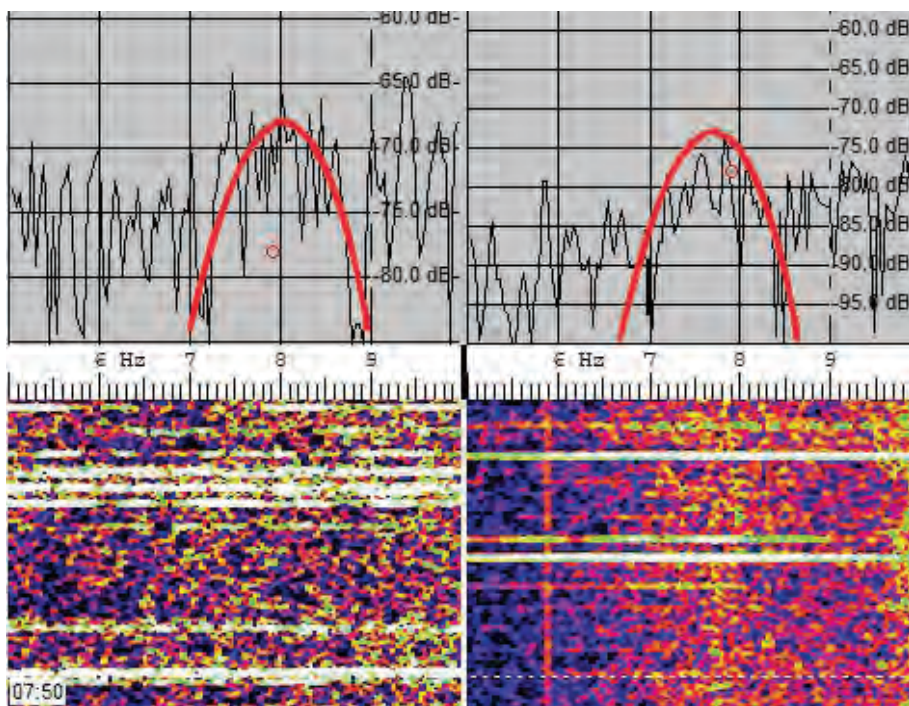 -60.0 dB-
-65.0 dB-
-70.0 dB-
-75.0 dB-
-80.0 dB-
6 Hz 7 8 9
07:50
-60.0 dB-
-65.0 dB-
-70.0 dB-
-75.0 dB-
-80.0 dB-
-85.0 dB-
-90.0 dB-
-95.0 dB-
6 Hz 7 8 9